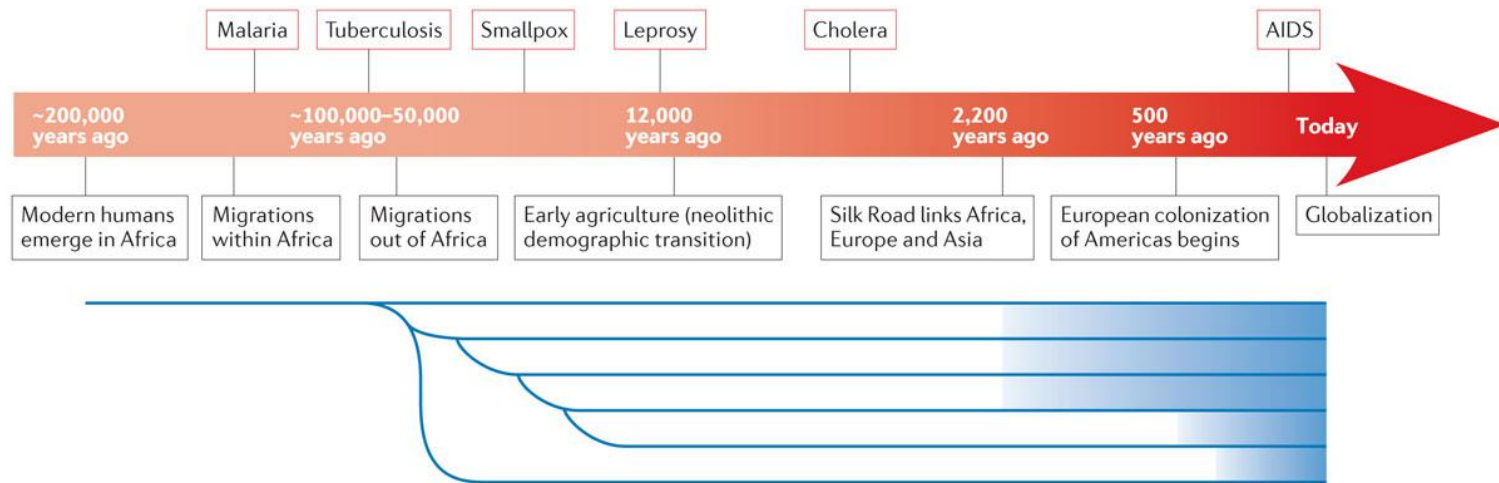 Malaria
Tuberculosis
Smallpox
Leprosy
Cholera
AIDS
~200,000
years ago
~100,000–50,000
years ago
12,000
years ago
2,200
years ago
500
years ago
Today
Modern humans
emerge in Africa
Migrations
within Africa
Migrations
out of Africa
Early agriculture (neolithic
demographic transition)
Silk Road links Africa,
Europe and Asia
European colonization
of Americas begins
Globalization